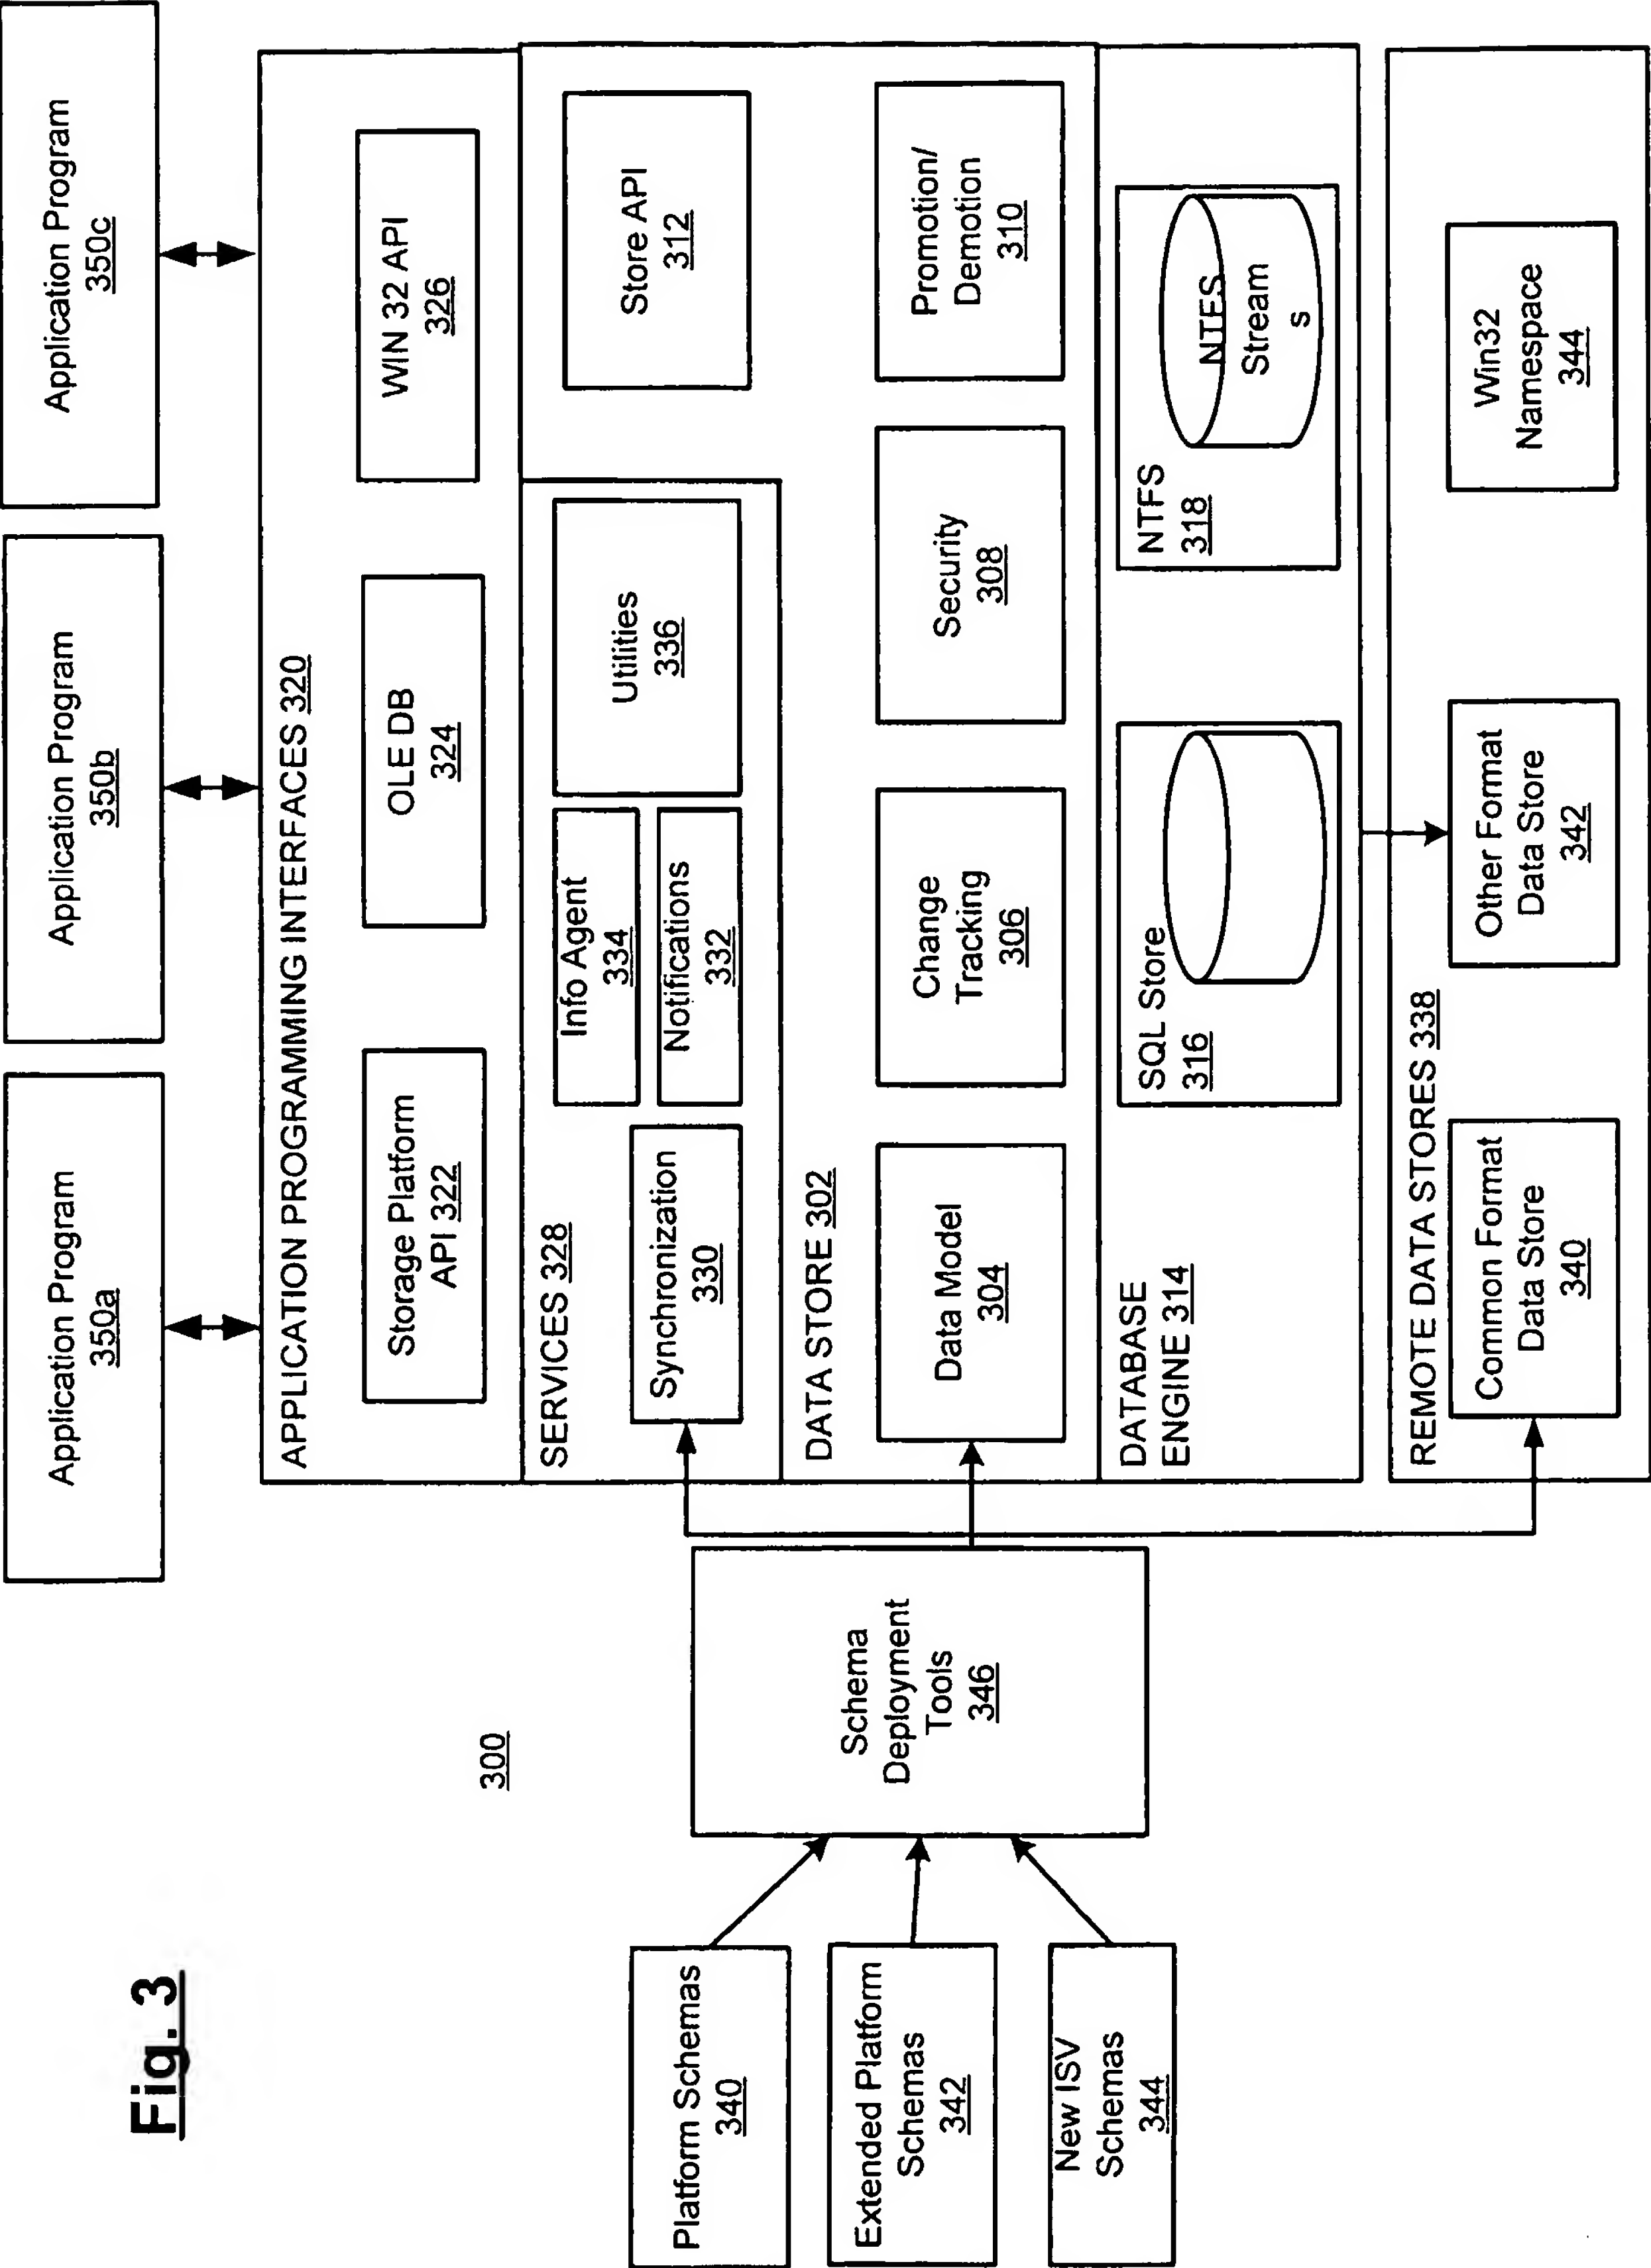 Application Program
350a
Application Program
350b
Application Program
350c
APPLICATION PROGRAMMING INTERFACES 320
Storage Platform
API 322
OLE DB
324
WIN 32 API
326
SERVICES 328
Synchronization
330
Info Agent
334
Notifications
332
Utilities
336
Store API
312
DATA STORE 302
Data Model
304
Change
Tracking
306
Security
308
Promotion/
Demotion
310
DATABASE
ENGINE 314
SQL Store
316
NTFS
318
NTFS
Stream
s
REMOTE DATA STORES 338
Common Format
Data Store
340
Other Format
Data Store
342
Win32
Namespace
344
300
Schema
Deployment
Tools
346
Platform Schemas
340
Extended Platform
Schemas
342
New ISV
Schemas
344
Fig. 3